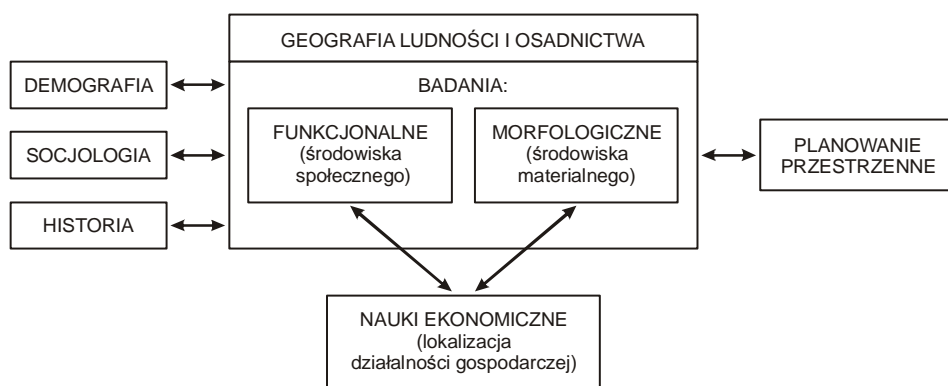 GEOGRAFIA LUDNOŚCI I OSADNICTWA
BADANIA:
DEMOGRAFIA
SOCJOLOGIA
HISTORIA
FUNKCJONALNE
(środowiska
społecznego)
MORFOLOGICZNE
(środowiska
materialnego)
PLANOWANIE
PRZESTRZENNE
NAUKI EKONOMICZNE
(lokalizacja
działalności gospodarczej)